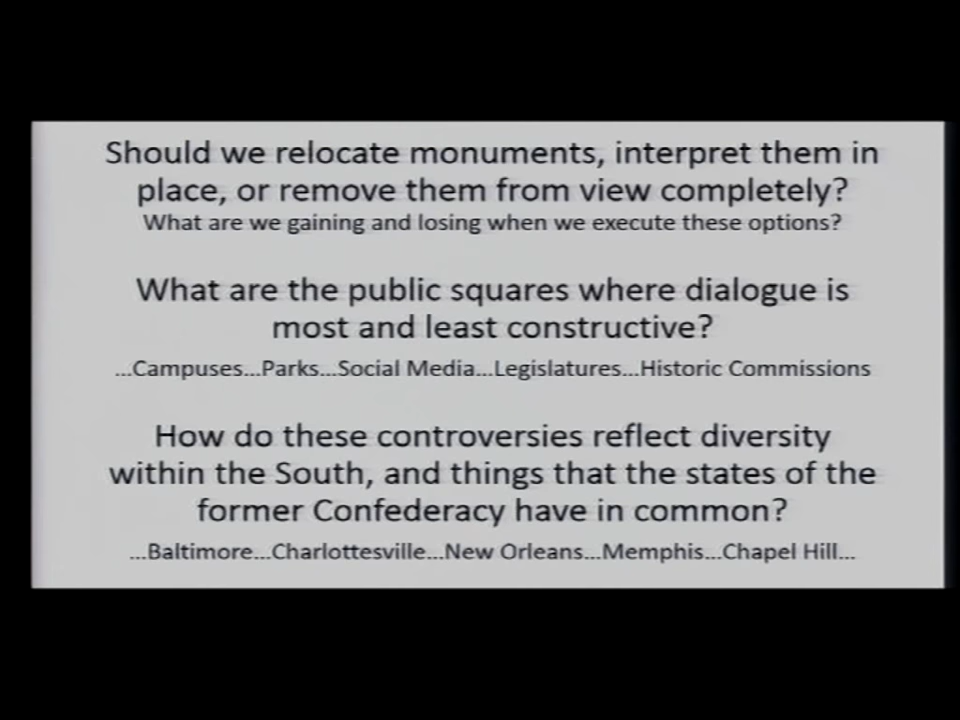 Should we relocate monuments, interpret them in
place, or remove them from view completely?
What are we gaining and losing when we execute these options?
What are the public squares where dialogue is
most and least constructive?
...Campuses...Parks...Social Media...Legislatures...Historic Commissions
How do these controversies reflect diversity
within the South, and things that the states of the
former Confederacy have in common?
...Baltimore...Charlottesville...New Orleans...Memphis...Chapel Hill...